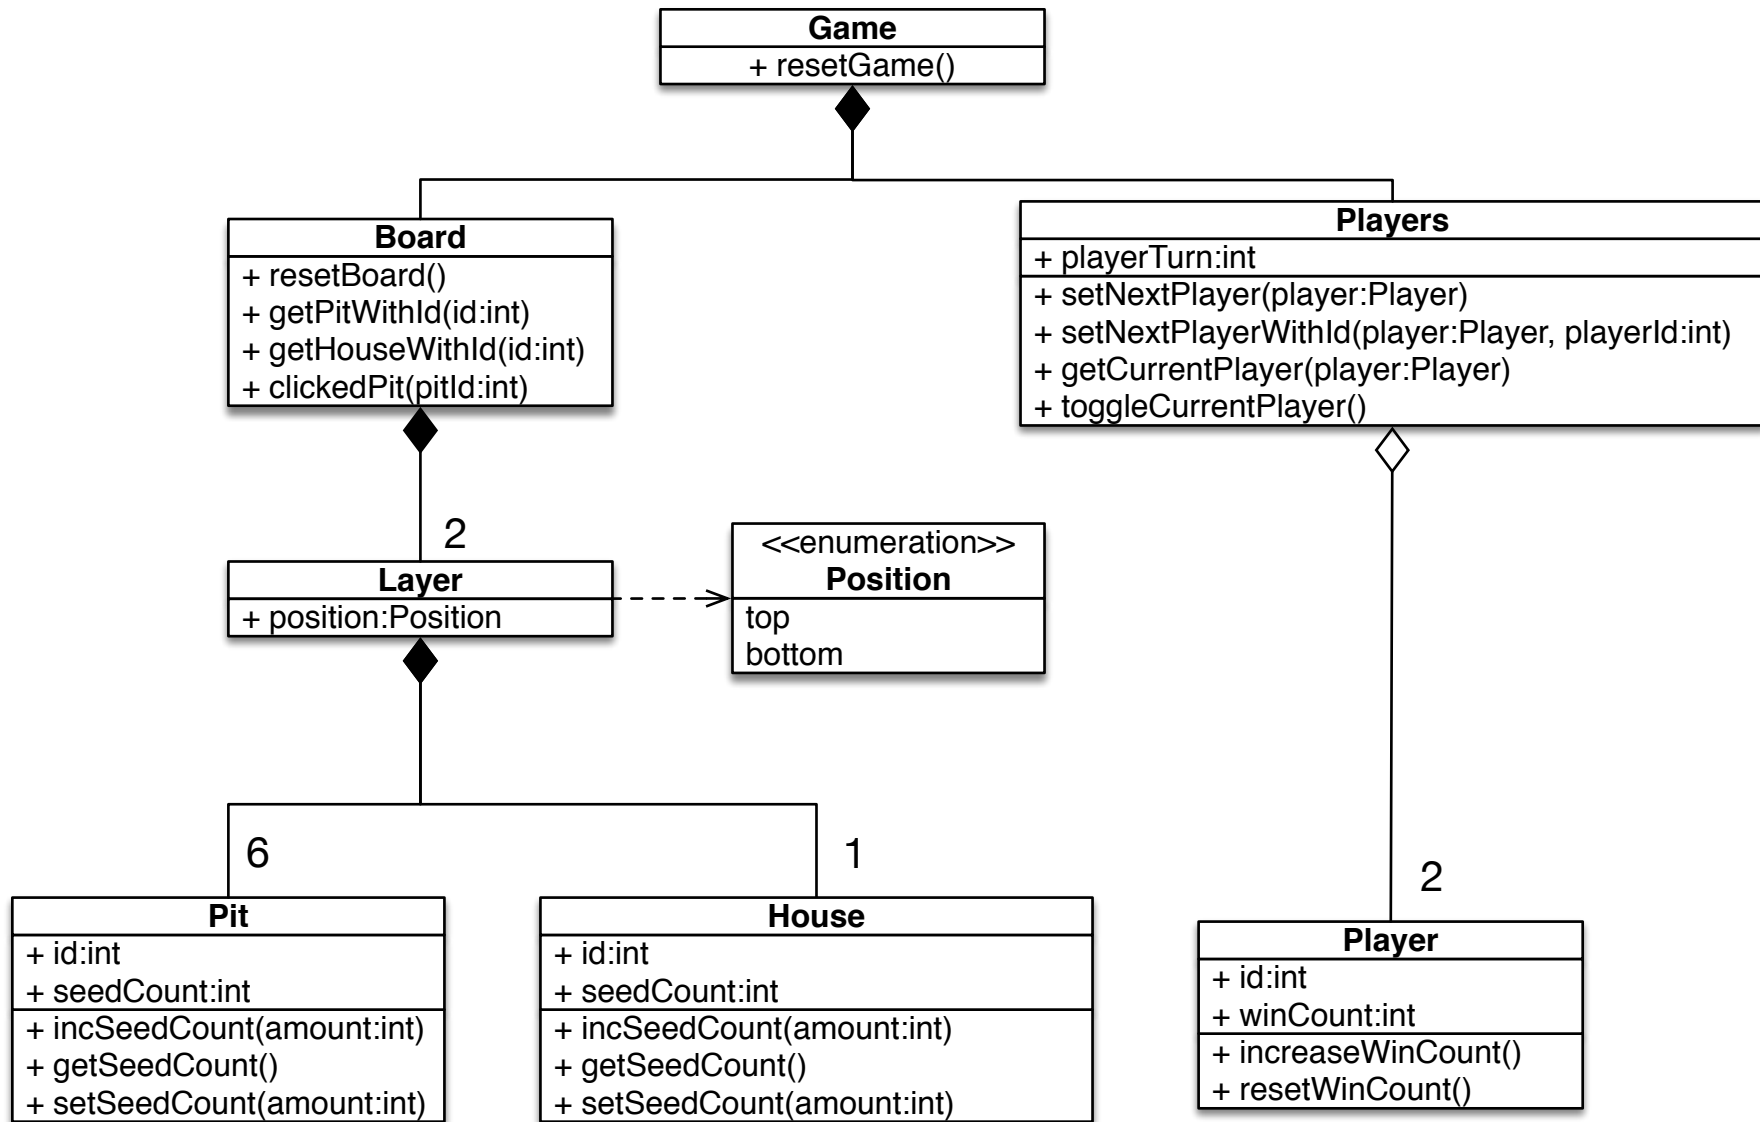 Game
+ resetGame()
Board
+ resetBoard()
+ getPitWithId(id:int)
+ getHouseWithId(id:int)
+ clickedPit(pitId:int)
Players
+ playerTurn:int
+ setNextPlayer(player:Player)
+ setNextPlayerWithId(player:Player, playerId:int)
+ getCurrentPlayer(player:Player)
+ toggleCurrentPlayer()
2
Layer
+ position:Position
<<enumeration>>
Position
top
bottom
6
1
2
Pit
+ id:int
+ seedCount:int
+ incSeedCount(amount:int)
+ getSeedCount()
+ setSeedCount(amount:int)
House
+ id:int
+ seedCount:int
+ incSeedCount(amount:int)
+ getSeedCount()
+ setSeedCount(amount:int)
Player
+ id:int
+ winCount:int
+ increaseWinCount()
+ resetWinCount()